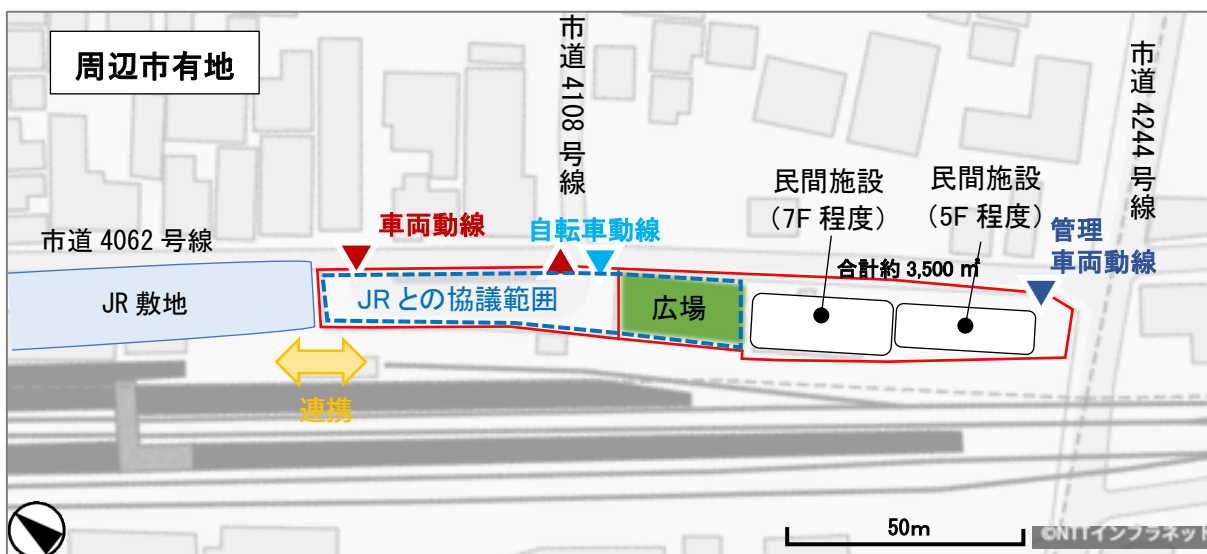 周辺市有地
市道 4108 号線
市道 4244 号線
民間施設
（7F 程度）
民間施設
（5F 程度）
車両動線
自転車動線
管理
車両動線
市道 4062 号線
合計約 3,500 ㎡
JR 敷地
JR との協議範囲
広場
連携
50m
©NTTインフラネット